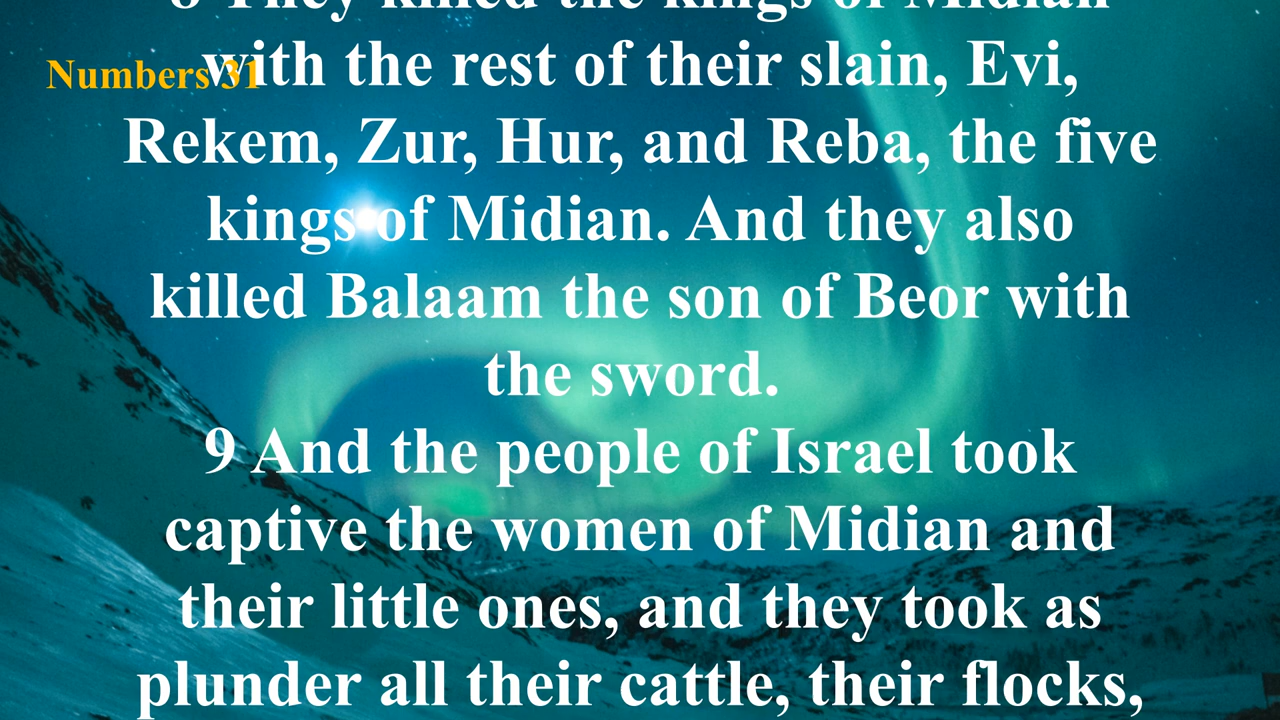 8 They killed the kings of Midian
Numbers 31
with the rest of their slain, Evi,
Rekem, Zur, Hur, and Reba, the five
kings of Midian. And they also
killed Balaam the son of Beor with
the sword.
9 And the people of Israel took
captive the women of Midian and
their little ones, and they took as
plunder all their cattle, their flocks,